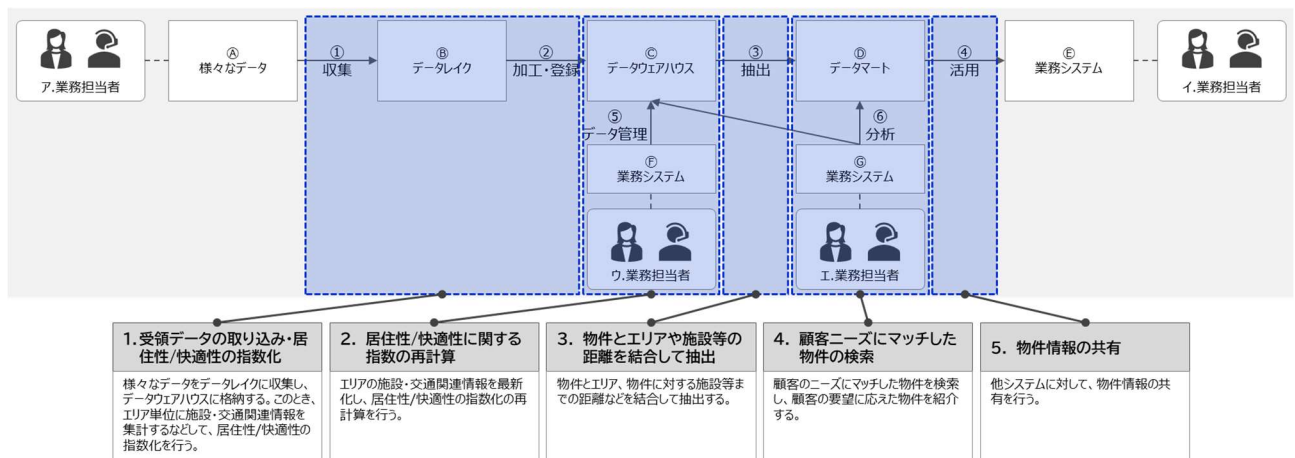 ア.業務担当者
Ⓐ
様々なデータ
①
収集
Ⓑ
データレイク
②
加工・登録
Ⓒ
データウェアハウス
③
抽出
Ⓓ
データマート
④
活用
Ⓔ
業務システム
イ.業務担当者
⑤
データ管理
⑥
分析
Ⓕ
業務システム
Ⓖ
業務システム
ウ.業務担当者
エ.業務担当者
1.受領データの取り込み・居
住性/快適性の指数化
様々なデータをデータレイクに収集し、
データウェアハウスに格納する。このとき、
エリア単位に施設・交通関連情報を
集計するなどして、居住性/快適性の
指数化を行う。
2. 居住性/快適性に関する
指数の再計算
エリアの施設・交通関連情報を最新
化し、居住性/快適性の指数化の再
計算を行う。
3. 物件とエリアや施設等の
距離を結合して抽出
物件とエリア、物件に対する施設等ま
での距離などを結合して抽出する。
4. 顧客ニーズにマッチした
物件の検索
顧客のニーズにマッチした物件を検索
し、顧客の要望に応えた物件を紹介
する。
5. 物件情報の共有
他システムに対して、物件情報の共
有を行う。